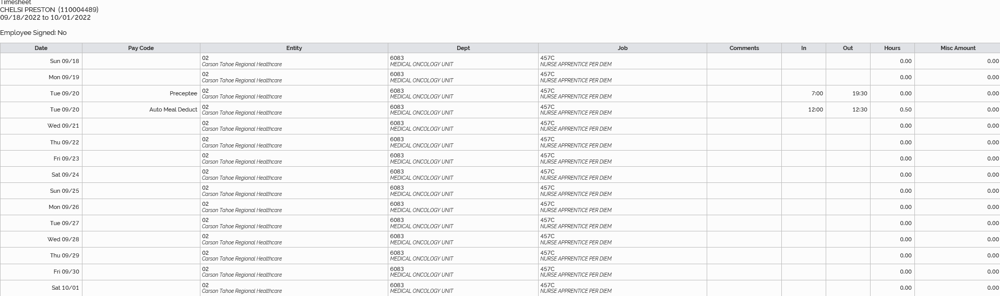 Timesheet
CHELSI PRESTON (110004489)
09/18/2022 to 10/01/2022
Employee Signed: No
Date Pay Code Entity Dept Job Comments In Out Hours Misc Amount
Sun 09/18 02 6083 457C 0.00 0.00
Carson Tahoe Regional Healthcare MEDICAL ONCOLOGY UNIT NURSE APPRENTICE PER DIEM
Mon 09/19 02 6083 457C 0.00 0.00
Carson Tahoe Regional Healthcare MEDICAL ONCOLOGY UNIT NURSE APPRENTICE PER DIEM
Tue 09/20 Preceptee 02 6083 457C 7:00 19:30 0.00 0.00
Carson Tahoe Regional Healthcare MEDICAL ONCOLOGY UNIT NURSE APPRENTICE PER DIEM
Tue 09/20 Auto Meal Deduct 02 6083 457C 12:00 12:30 0.50 0.00
Carson Tahoe Regional Healthcare MEDICAL ONCOLOGY UNIT NURSE APPRENTICE PER DIEM
Wed 09/21 02 6083 457C 0.00 0.00
Carson Tahoe Regional Healthcare MEDICAL ONCOLOGY UNIT NURSE APPRENTICE PER DIEM
Thu 09/22 02 6083 457C 0.00 0.00
Carson Tahoe Regional Healthcare MEDICAL ONCOLOGY UNIT NURSE APPRENTICE PER DIEM
Fri 09/23 02 6083 457C 0.00 0.00
Carson Tahoe Regional Healthcare MEDICAL ONCOLOGY UNIT NURSE APPRENTICE PER DIEM
Sat 09/24 02 6083 457C 0.00 0.00
Carson Tahoe Regional Healthcare MEDICAL ONCOLOGY UNIT NURSE APPRENTICE PER DIEM
Sun 09/25 02 6083 457C 0.00 0.00
Carson Tahoe Regional Healthcare MEDICAL ONCOLOGY UNIT NURSE APPRENTICE PER DIEM
Mon 09/26 02 6083 457C 0.00 0.00
Carson Tahoe Regional Healthcare MEDICAL ONCOLOGY UNIT NURSE APPRENTICE PER DIEM
Tue 09/27 02 6083 457C 0.00 0.00
Carson Tahoe Regional Healthcare MEDICAL ONCOLOGY UNIT NURSE APPRENTICE PER DIEM
Wed 09/28 02 6083 457C 0.00 0.00
Carson Tahoe Regional Healthcare MEDICAL ONCOLOGY UNIT NURSE APPRENTICE PER DIEM
Thu 09/29 02 6083 457C 0.00 0.00
Carson Tahoe Regional Healthcare MEDICAL ONCOLOGY UNIT NURSE APPRENTICE PER DIEM
Fri 09/30 02 6083 457C 0.00 0.00
Carson Tahoe Regional Healthcare MEDICAL ONCOLOGY UNIT NURSE APPRENTICE PER DIEM
Sat 10/01 02 6083 457C 0.00 0.00
Carson Tahoe Regional Healthcare MEDICAL ONCOLOGY UNIT NURSE APPRENTICE PER DIEM